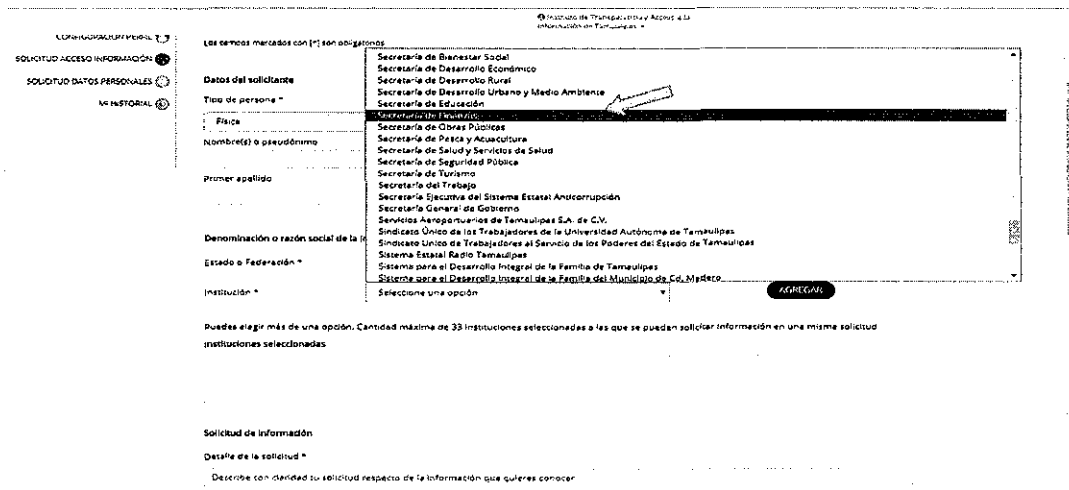 Instituto de Transparencia y Acceso a la
Información de Tamaulipas
CONFIGURACIÓN PERFIL
SOLICITUD ACCESO INFORMACIÓN
SOLICITUD DATOS PERSONALES
MI HISTORIAL
Los campos marcados con [*] son obligatorios
Datos del solicitante
Tipo de persona *
Física
Nombre(s) o pseudónimo
Primer apellido
Denominación o razón social de la
Estado o Federación *
Institución *
Secretaría de Bienestar Social
Secretaría de Desarrollo Económico
Secretaría de Desarrollo Rural
Secretaría de Desarrollo Urbano y Medio Ambiente
Secretaría de Educación
Secretaría de Finanzas
Secretaría de Obras Públicas
Secretaría de Pesca y Acuacultura
Secretaría de Salud y Servicios de Salud
Secretaría de Seguridad Pública
Secretaría de Turismo
Secretaría del Trabajo
Secretaría Ejecutiva del Sistema Estatal Anticorrupción
Secretaría General de Gobierno
Servicios Aeroportuarios de Tamaulipas S.A. de C.V.
Sindicato Único de los Trabajadores de la Universidad Autónoma de Tamaulipas
Sindicato Unico de Trabajadores al Servicio de los Poderes del Estado de Tamaulipas
Sistema Estatal Radio Tamaulipas
Sistema para el Desarrollo Integral de la Familia de Tamaulipas
Sistema para el Desarrollo Integral de la Familia del Municipio de Cd. Madero
Seleccione una opción
AGREGAR
Puedes elegir más de una opción. Cantidad máxima de 33 instituciones seleccionadas a las que se pueden solicitar información en una misma solicitud
Instituciones seleccionadas
Solicitud de información
Detalle de la solicitud *
Describe con claridad tu solicitud respecto de la información que quieres conocer